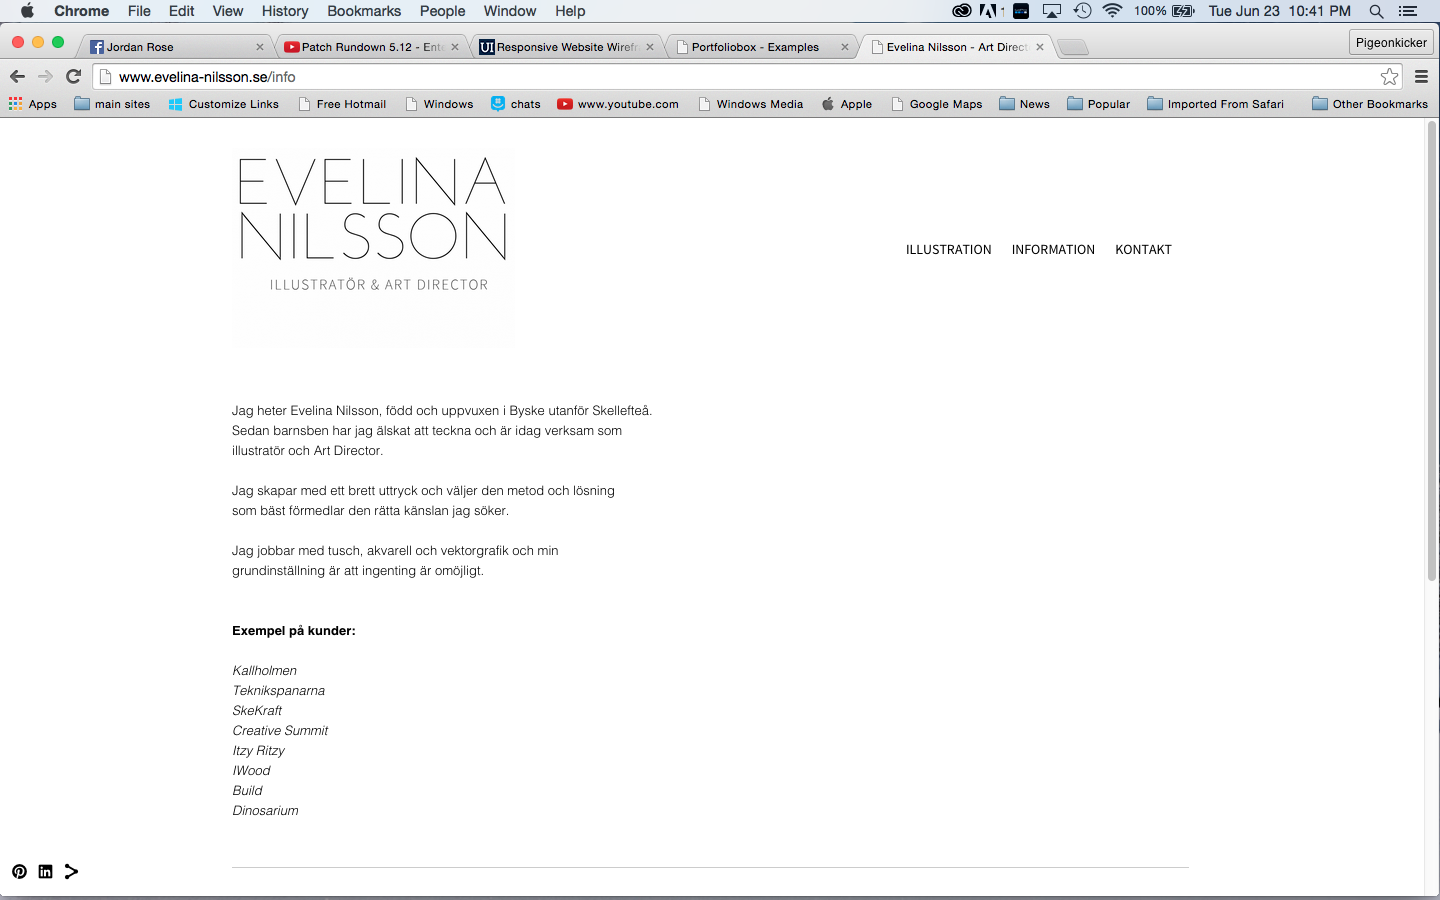 Chrome File Edit View History Bookmarks People Window Help 1 100% Tue Jun 23 10:41 PM
Jordan Rose Patch Rundown 5.12 - Ente UI Responsive Website Wirefr Portfoliobox - Examples Evelina Nilsson - Art Direct Pigeonkicker
www.evelina-nilsson.se/info
Apps main sites Customize Links Free Hotmail Windows chats www.youtube.com Windows Media Apple Google Maps News Popular Imported From Safari Other Bookmarks
EVELINA
NILSSON
ILLUSTRATÖR & ART DIRECTOR
ILLUSTRATION INFORMATION KONTAKT
Jag heter Evelina Nilsson, född och uppvuxen i Byske utanför Skellefteå.
Sedan barnsben har jag älskat att teckna och är idag verksam som
illustratör och Art Director.
Jag skapar med ett brett uttryck och väljer den metod och lösning
som bäst förmedlar den rätta känslan jag söker.
Jag jobbar med tusch, akvarell och vektorgrafik och min
grundinställning är att ingenting är omöjligt.
Exempel på kunder:
Kallholmen
Teknikspanarna
SkeKraft
Creative Summit
Itzy Ritzy
IWood
Build
Dinosarium